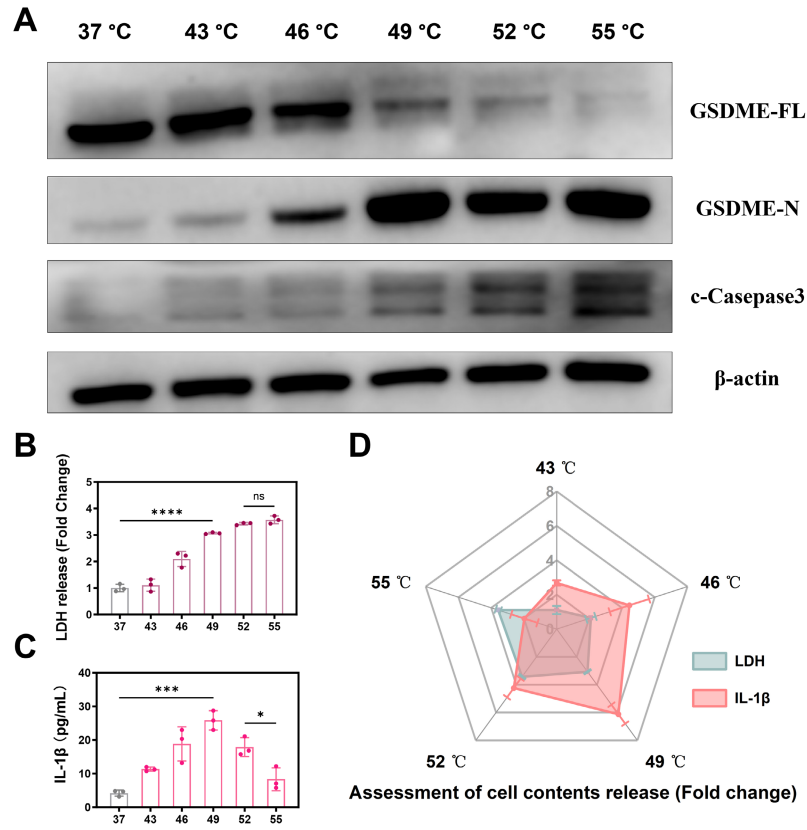 A
37 °C 43 °C 46 °C 49 °C 52 °C 55 °C
GSDME-FL
GSDME-N
c-Casepase3
β-actin
B
LDH release (Fold Change)
5
4
3
2
1
0
****
ns
37 43 46 49 52 55
C
IL-1β (pg/mL)
40
30
20
10
0
***
*
37 43 46 49 52 55
D
43 ℃
8
6
4
2
0
55 ℃
46 ℃
52 ℃
49 ℃
LDH
IL-1β
Assessment of cell contents release (Fold change)